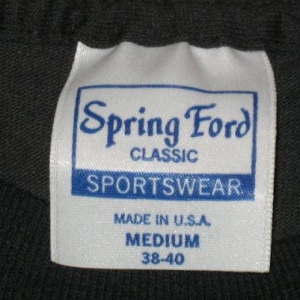 Spring Ford
CLASSIC
SPORTSWEAR
MADE IN U.S.A.
MEDIUM
38-40